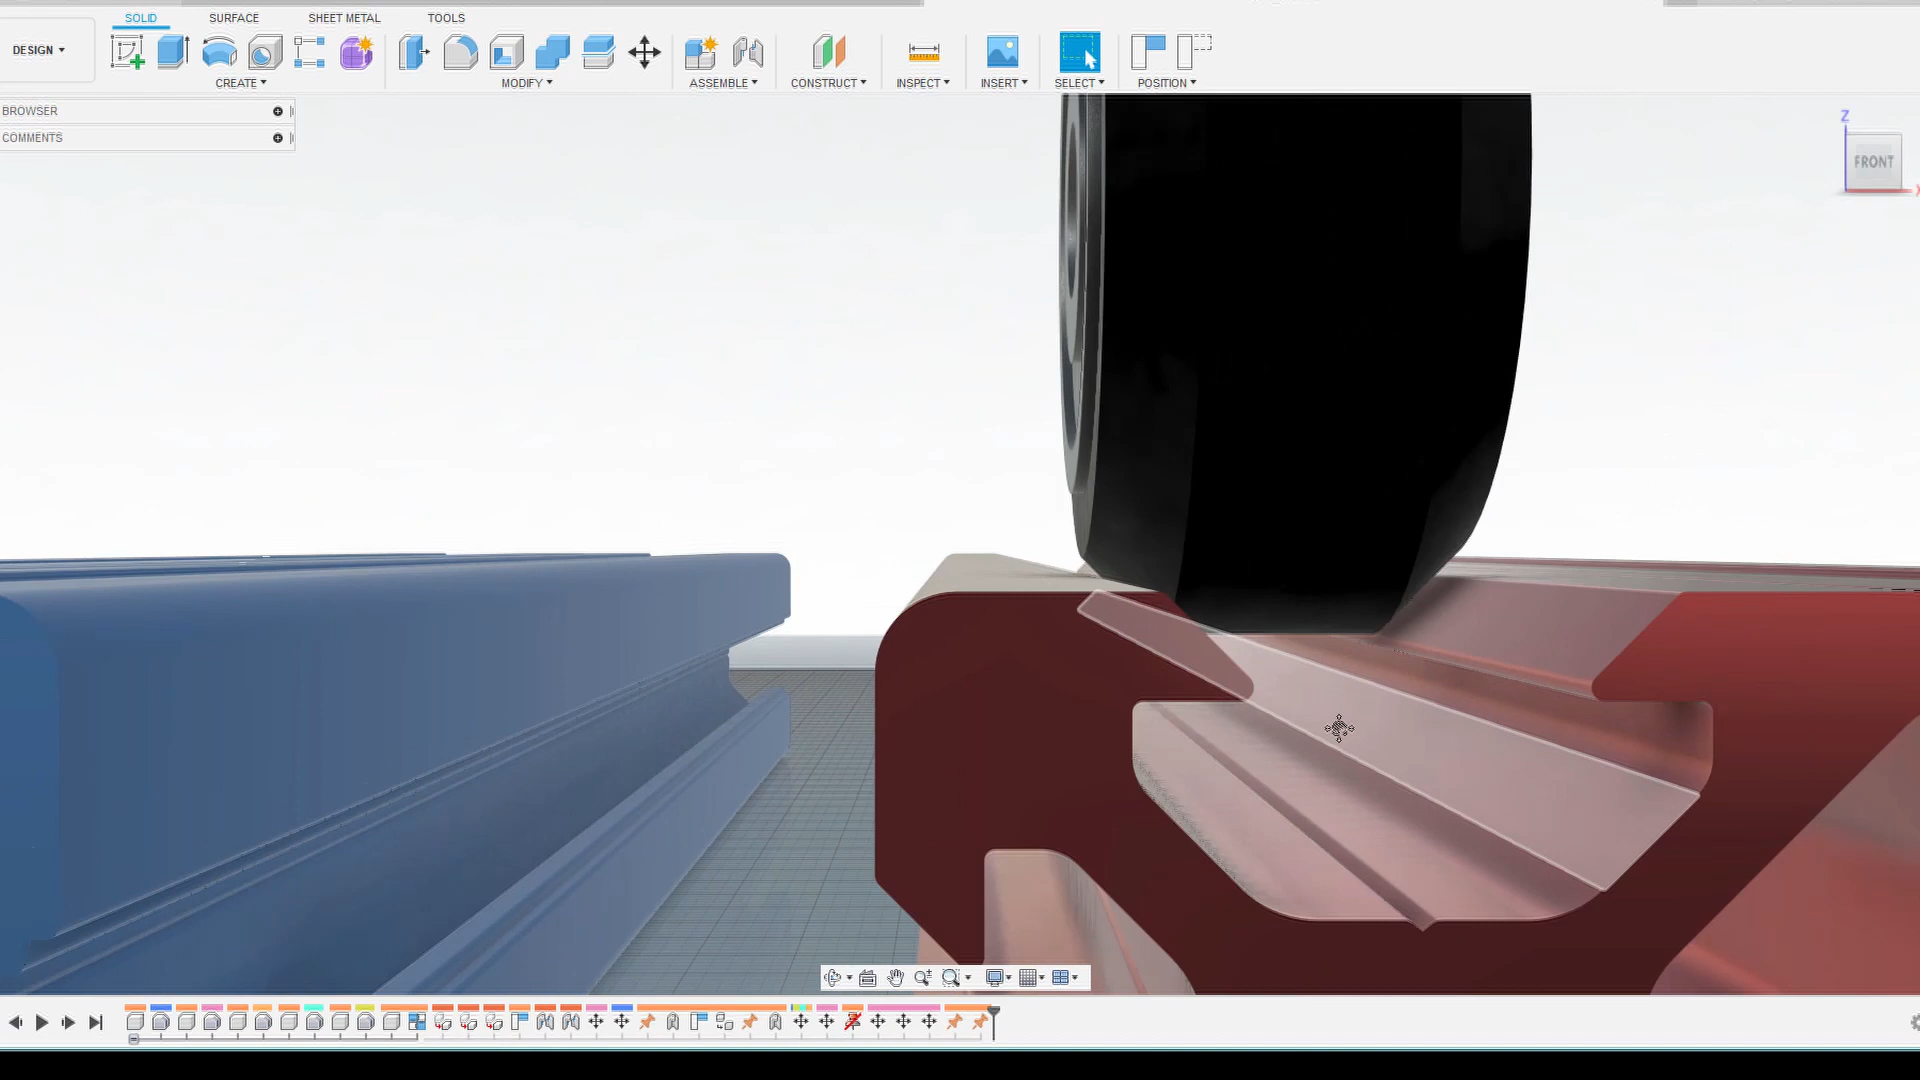 SOLID SURFACE SHEET METAL TOOLS
DESIGN
CREATE MODIFY ASSEMBLE CONSTRUCT INSPECT INSERT SELECT POSITION
BROWSER
COMMENTS
Z
FRONT
X